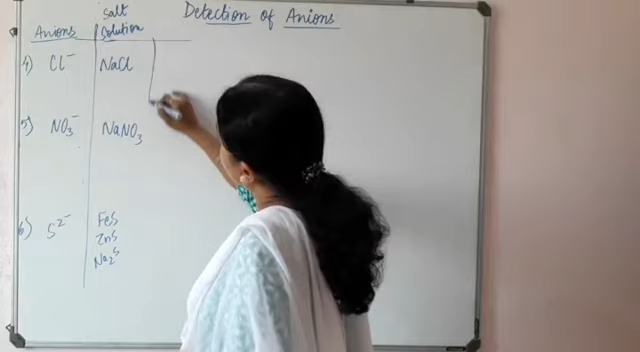 Detection of Anions
Anions Salt Solution
4) Cl⁻ NaCl
5) NO₃⁻ NaNO₃
6) S²⁻ FeS
ZnS
Na₂S